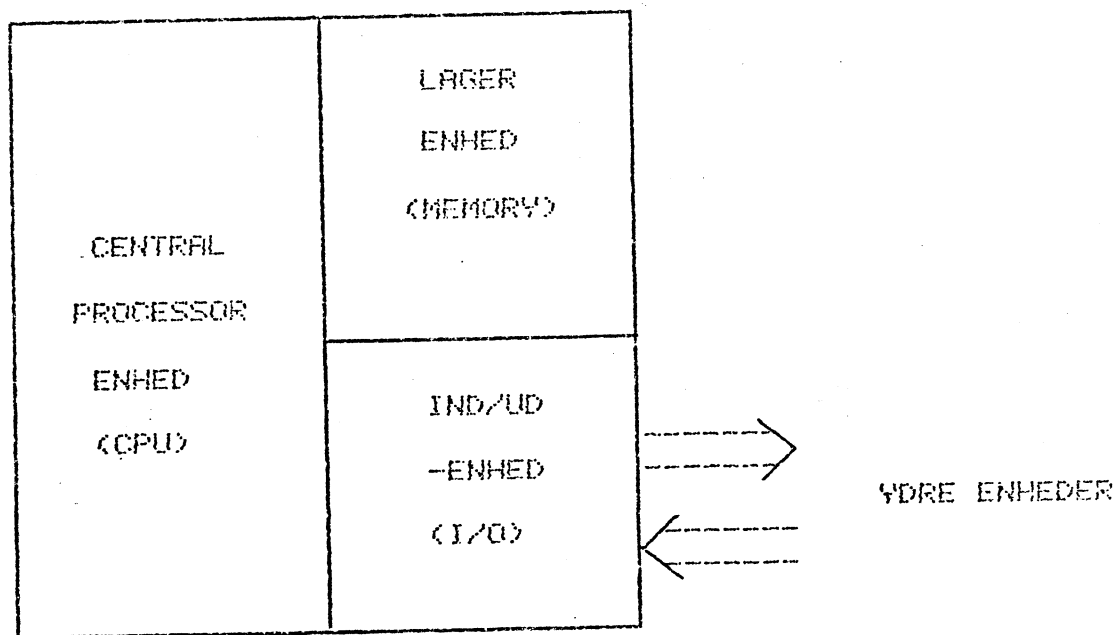 CENTRAL
PROCESSOR
ENHED
(CPU)
LAGER
ENHED
(MEMORY)
IND/UD
-ENHED
(I/O)
YDRE ENHEDER